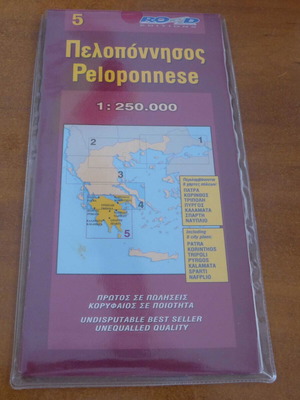 5
ROAD
EDITIONS
Πελοπόννησος
Peloponnese
1: 250.000
1
2
3
4
5
ΠΑΤΡΑ
ΚΟΡΙΝΘΟΣ
ΤΡΙΠΟΛΗ
ΠΥΡΓΟΣ
ΚΑΛΑΜΑΤΑ
ΣΠΑΡΤΗ
ΝΑΥΠΛΙΟ
including
8 city plans:
PATRA
KORINTHOS
TRIPOLI
PYRGOS
KALAMATA
SPARTI
NAFPLIO
ΠΡΩΤΟΣ ΣΕ ΠΩΛΗΣΕΙΣ
ΚΟΡΥΦΑΙΟΣ ΣΕ ΠΟΙΟΤΗΤΑ
UNDISPUTABLE BEST SELLER
UNEQUALLED QUALITY